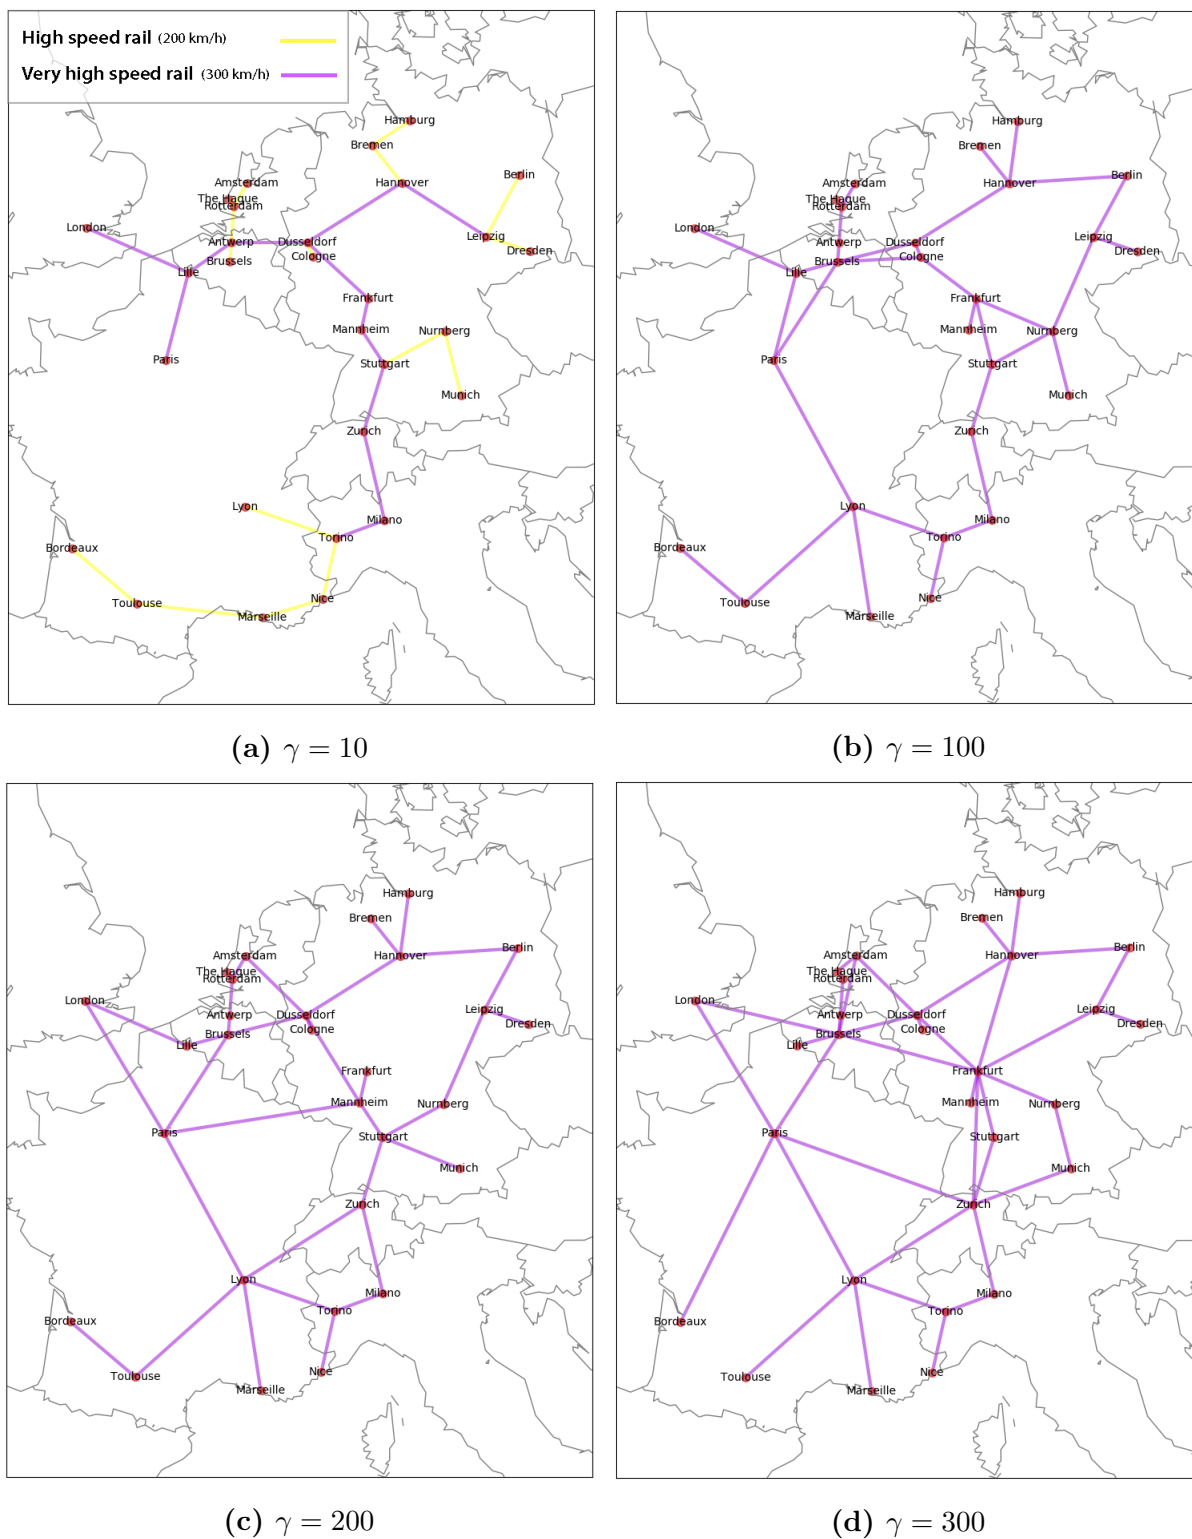 High speed rail (200 km/h)
Very high speed rail (300 km/h)
Hamburg
Bremen
Amsterdam
Hannover
Berlin
The Hague
Rotterdam
London
Antwerp
Dusseldorf
Leipzig
Dresden
Brussels
Cologne
Lille
Frankfurt
Mannheim
Nurnberg
Paris
Stuttgart
Munich
Zurich
Lyon
Milano
Torino
Bordeaux
Toulouse
Nice
Marseille
(a) γ = 10
Hamburg
Bremen
Amsterdam
Hannover
Berlin
The Hague
Rotterdam
London
Antwerp
Dusseldorf
Leipzig
Dresden
Brussels
Cologne
Lille
Frankfurt
Mannheim
Nurnberg
Paris
Stuttgart
Munich
Zurich
Lyon
Milano
Torino
Bordeaux
Toulouse
Nice
Marseille
(b) γ = 100
Hamburg
Bremen
Amsterdam
Hannover
Berlin
The Hague
Rotterdam
London
Antwerp
Dusseldorf
Leipzig
Dresden
Brussels
Cologne
Lille
Frankfurt
Mannheim
Nurnberg
Paris
Stuttgart
Munich
Zurich
Lyon
Milano
Torino
Bordeaux
Toulouse
Nice
Marseille
(c) γ = 200
Hamburg
Bremen
Amsterdam
Hannover
Berlin
The Hague
Rotterdam
London
Antwerp
Dusseldorf
Leipzig
Dresden
Brussels
Cologne
Lille
Frankfurt
Mannheim
Nurnberg
Paris
Stuttgart
Munich
Zurich
Lyon
Milano
Torino
Bordeaux
Toulouse
Nice
Marseille
(d) γ = 300